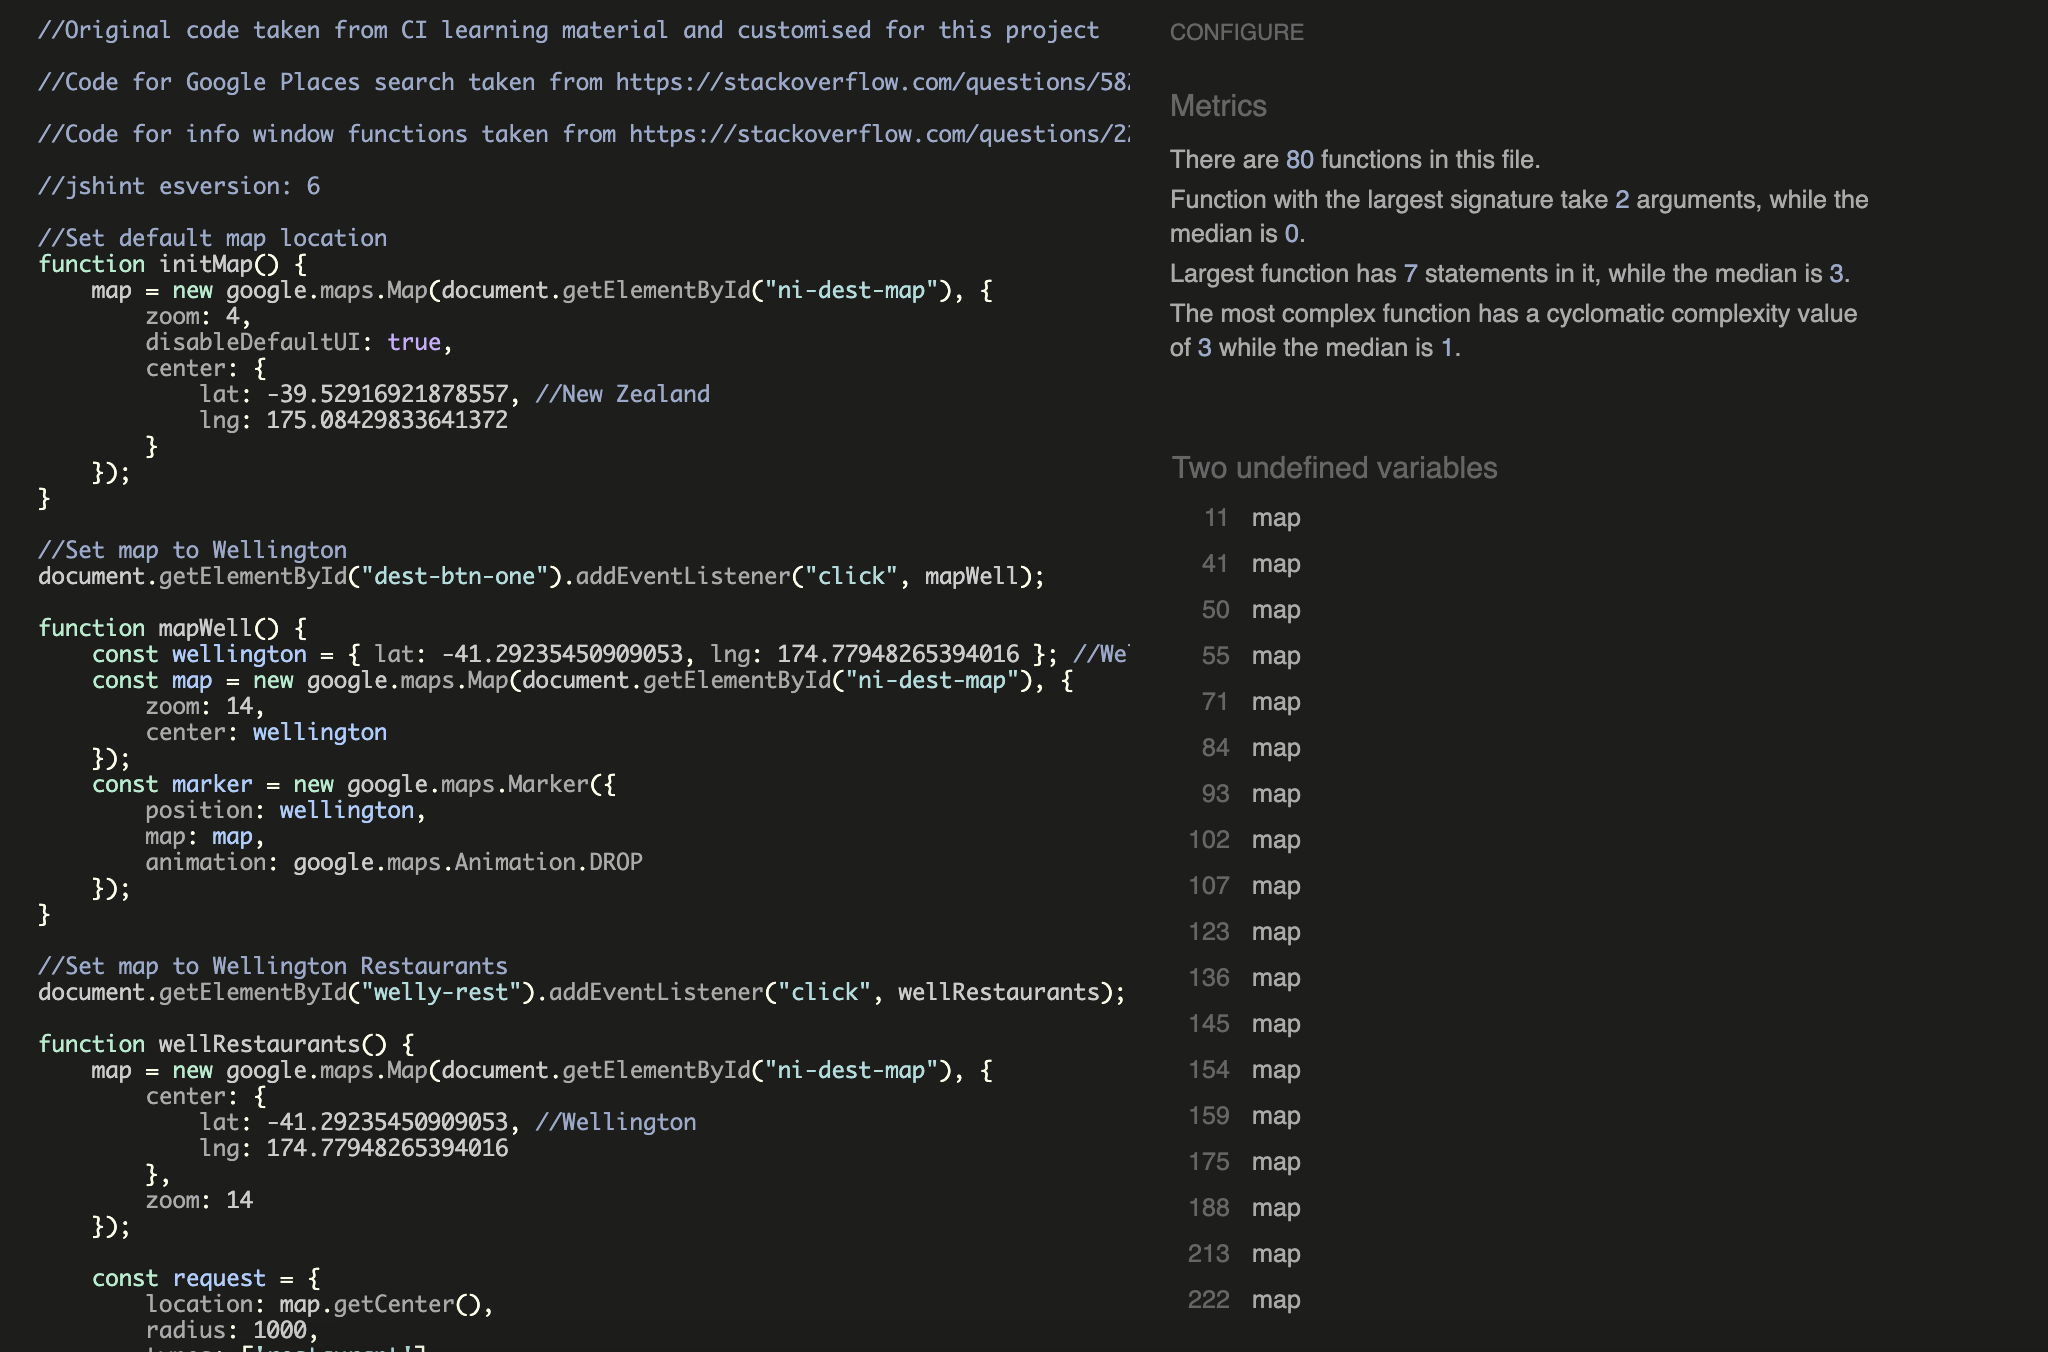 //Original code taken from CI learning material and customised for this project
//Code for Google Places search taken from https://stackoverflow.com/questions/58
//Code for info window functions taken from https://stackoverflow.com/questions/2
//jshint esversion: 6
//Set default map location
function initMap() {
    map = new google.maps.Map(document.getElementById("ni-dest-map"), {
        zoom: 4,
        disableDefaultUI: true,
        center: {
            lat: -39.52916921878557, //New Zealand
            lng: 175.08429833641372
        }
    });
}
//Set map to Wellington
document.getElementById("dest-btn-one").addEventListener("click", mapWell);
function mapWell() {
    const wellington = { lat: -41.29235450909053, lng: 174.77948265394016 }; //We
    const map = new google.maps.Map(document.getElementById("ni-dest-map"), {
        zoom: 14,
        center: wellington
    });
    const marker = new google.maps.Marker({
        position: wellington,
        map: map,
        animation: google.maps.Animation.DROP
    });
}
//Set map to Wellington Restaurants
document.getElementById("welly-rest").addEventListener("click", wellRestaurants);
function wellRestaurants() {
    map = new google.maps.Map(document.getElementById("ni-dest-map"), {
        center: {
            lat: -41.29235450909053, //Wellington
            lng: 174.77948265394016
        },
        zoom: 14
    });
    const request = {
        location: map.getCenter(),
        radius: 1000,
CONFIGURE
Metrics
There are 80 functions in this file.
Function with the largest signature take 2 arguments, while the
median is 0.
Largest function has 7 statements in it, while the median is 3.
The most complex function has a cyclomatic complexity value
of 3 while the median is 1.
Two undefined variables
11 map
41 map
50 map
55 map
71 map
84 map
93 map
102 map
107 map
123 map
136 map
145 map
154 map
159 map
175 map
188 map
213 map
222 map